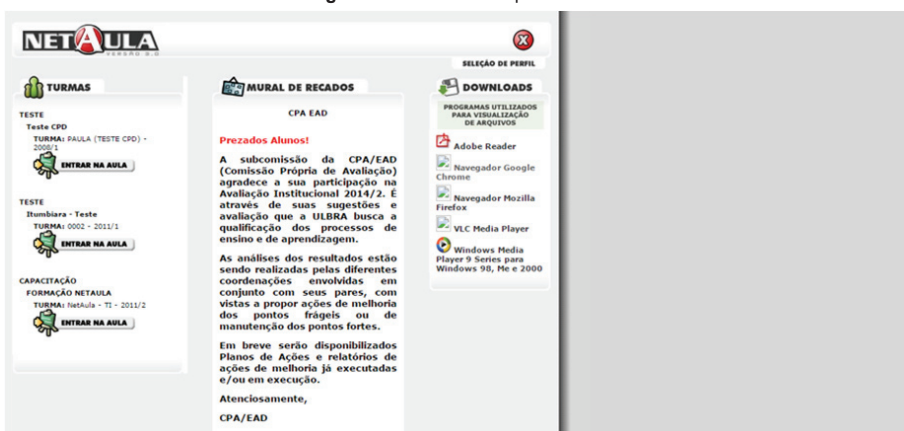 NETAULA
VERSÃO 2.0
SELEÇÃO DE PERFIL
TURMAS
TESTE
Teste CPD
TURMA: PAULA (TESTE CPD) -
2008/1
ENTRAR NA AULA
TESTE
Itumbiara - Teste
TURMA: 0002 - 2011/1
ENTRAR NA AULA
CAPACITAÇÃO
FORMAÇÃO NETAULA
TURMA: NetAula - TI - 2011/2
ENTRAR NA AULA
MURAL DE RECADOS
CPA EAD
Prezados Alunos!
A subcomissão da CPA/EAD
(Comissão Própria de Avaliação)
agradece a sua participação na
Avaliação Institucional 2014/2. É
através de suas sugestões e
avaliação que a ULBRA busca a
qualificação dos processos de
ensino e de aprendizagem.
As análises dos resultados estão
sendo realizadas pelas diferentes
coordenações envolvidas em
conjunto com seus pares, com
vistas a propor ações de melhoria
dos pontos frágeis ou de
manutenção dos pontos fortes.
Em breve serão disponibilizados
Planos de Ações e relatórios de
ações de melhoria já executadas
e/ou em execução.
Atenciosamente,
CPA/EAD
DOWNLOADS
PROGRAMAS UTILIZADOS
PARA VISUALIZAÇÃO
DE ARQUIVOS
Adobe Reader
Navegador Google
Chrome
Navegador Mozilla
Firefox
VLC Media Player
Windows Media
Player 9 Series para
Windows 98, Me e 2000